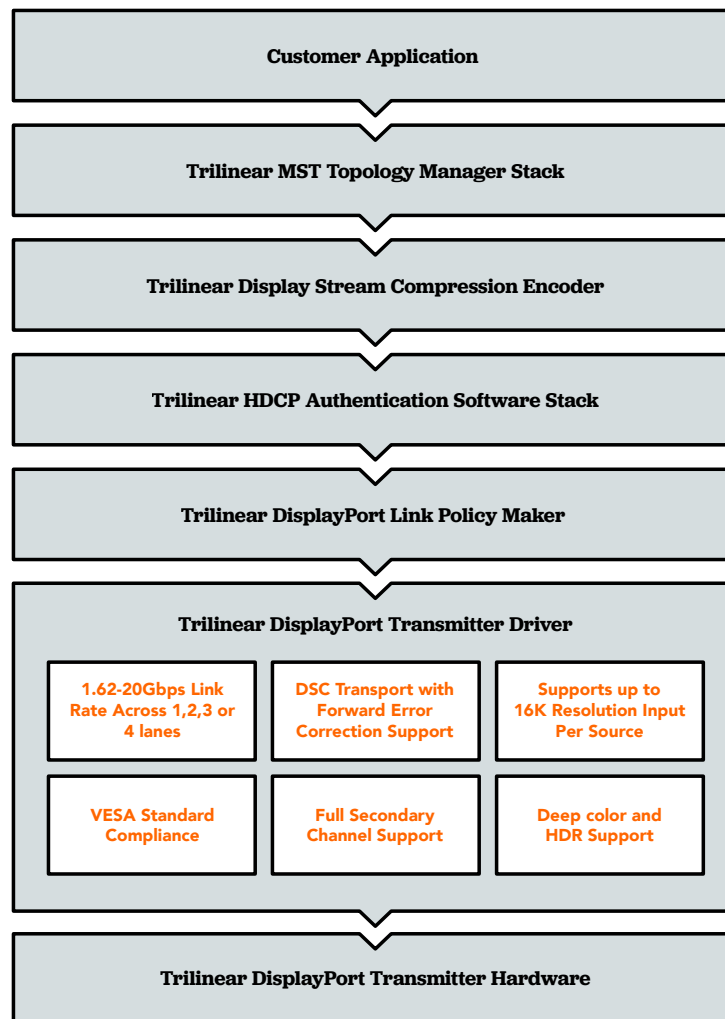 Customer Application
Trilinear MST Topology Manager Stack
Trilinear Display Stream Compression Encoder
Trilinear HDCP Authentication Software Stack
Trilinear DisplayPort Link Policy Maker
Trilinear DisplayPort Transmitter Driver
1.62-20Gbps Link
Rate Across 1,2,3 or
4 lanes
DSC Transport with
Forward Error
Correction Support
Supports up to
16K Resolution Input
Per Source
VESA Standard
Compliance
Full Secondary
Channel Support
Deep color and
HDR Support
Trilinear DisplayPort Transmitter Hardware